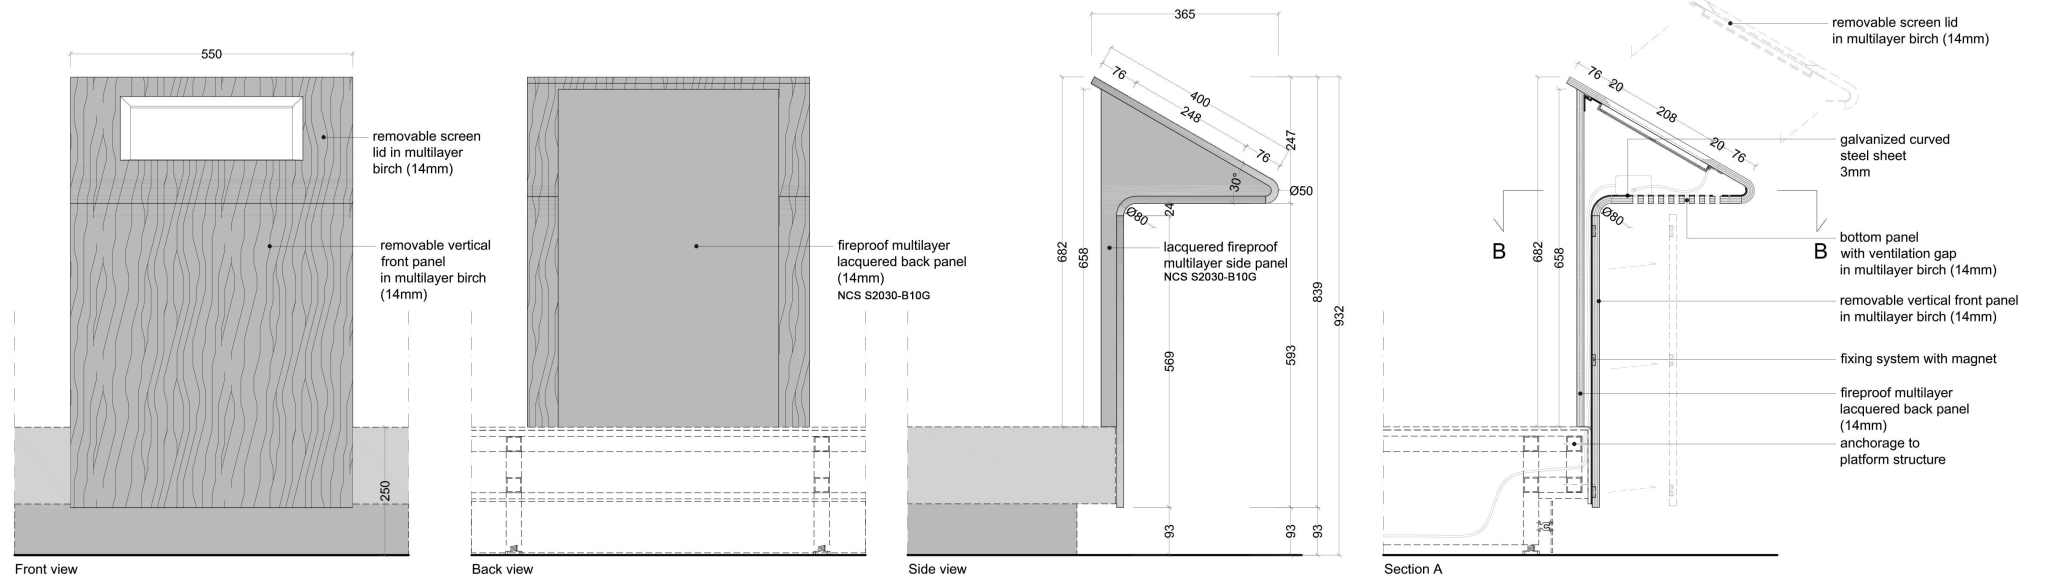 550
removable screen
lid in multilayer
birch (14mm)
removable vertical
front panel
in multilayer birch
(14mm)
250
Front view
fireproof multilayer
lacquered back panel
(14mm)
NCS S2030-B10G
Back view
365
76
400
248
76
247
30°
Ø50
Ø80
24
682
658
lacquered fireproof
multilayer side panel
NCS S2030-B10G
839
932
569
593
93
93
93
Side view
removable screen lid
in multilayer birch (14mm)
76
20
208
20
76
galvanized curved
steel sheet
3mm
Ø80
B
B
682
658
bottom panel
with ventilation gap
in multilayer birch (14mm)
removable vertical front panel
in multilayer birch (14mm)
fixing system with magnet
fireproof multilayer
lacquered back panel
(14mm)
anchorage to
platform structure
Section A